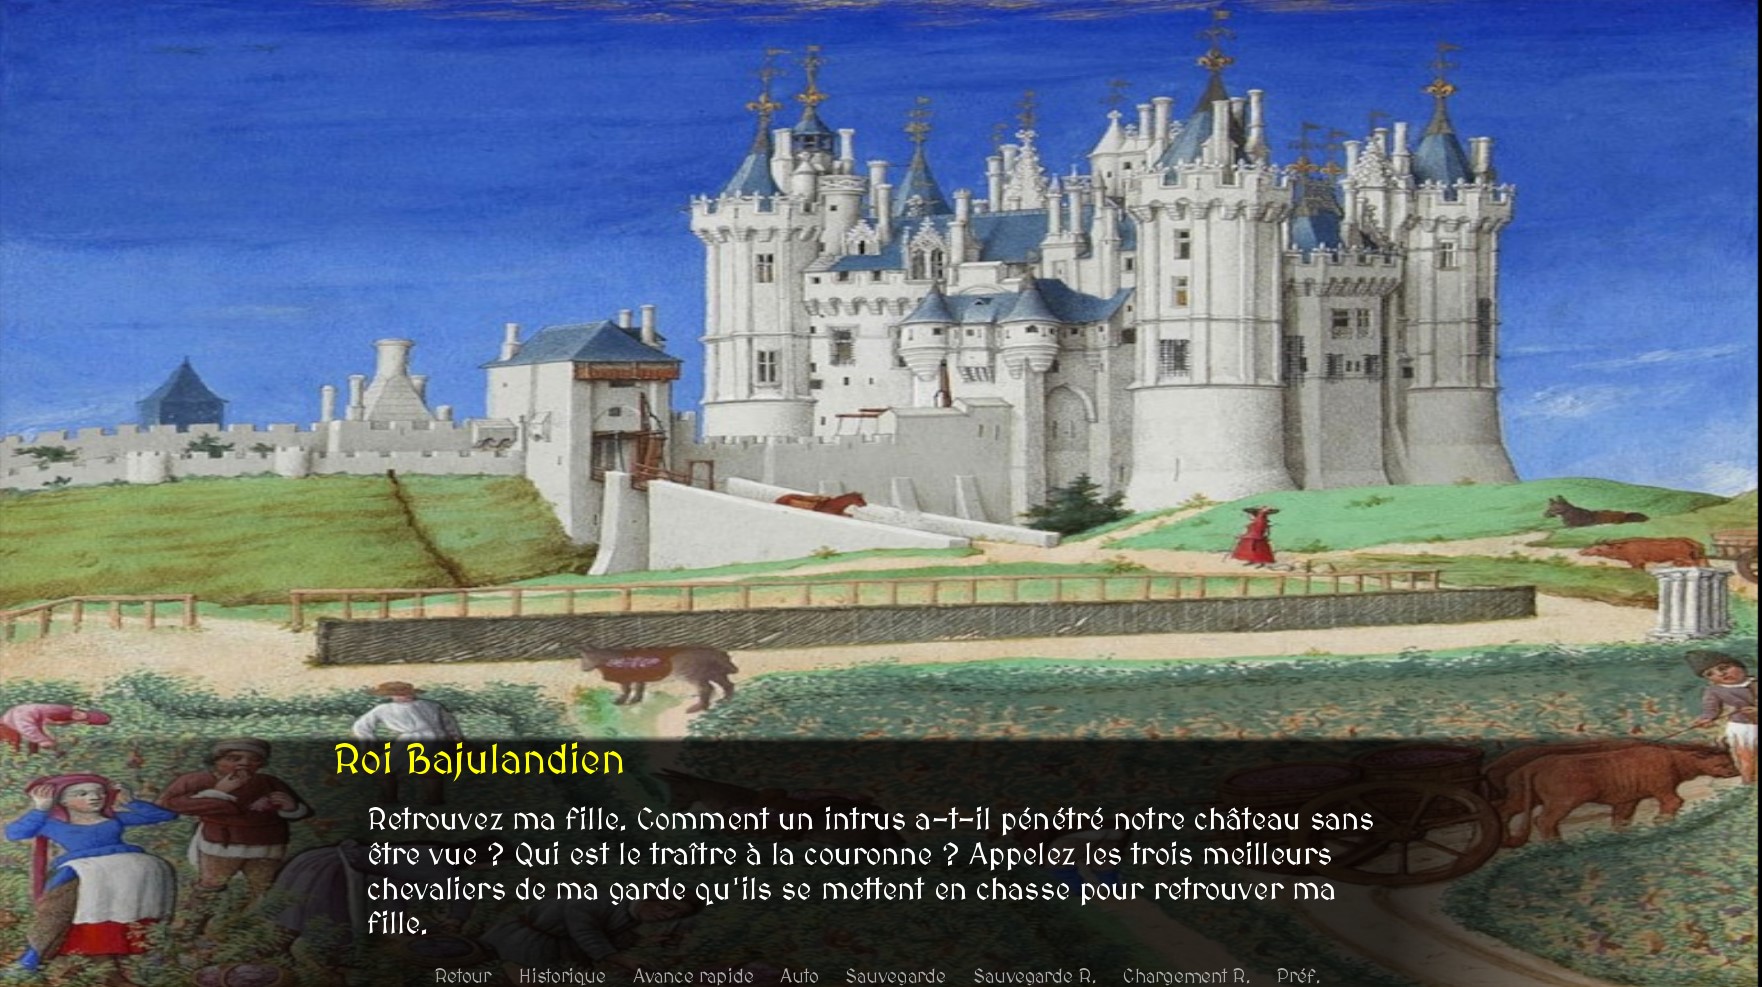 Roi Bajulandien
Retrouvez ma fille. Comment un intrus a-t-il pénétré notre château sans
être vue ? Qui est le traître à la couronne ? Appelez les trois meilleurs
chevaliers de ma garde qu'ils se mettent en chasse pour retrouver ma
fille.
Retour Historique Avance rapide Auto Sauvegarde Sauvegarde R. Chargement R. Préf.